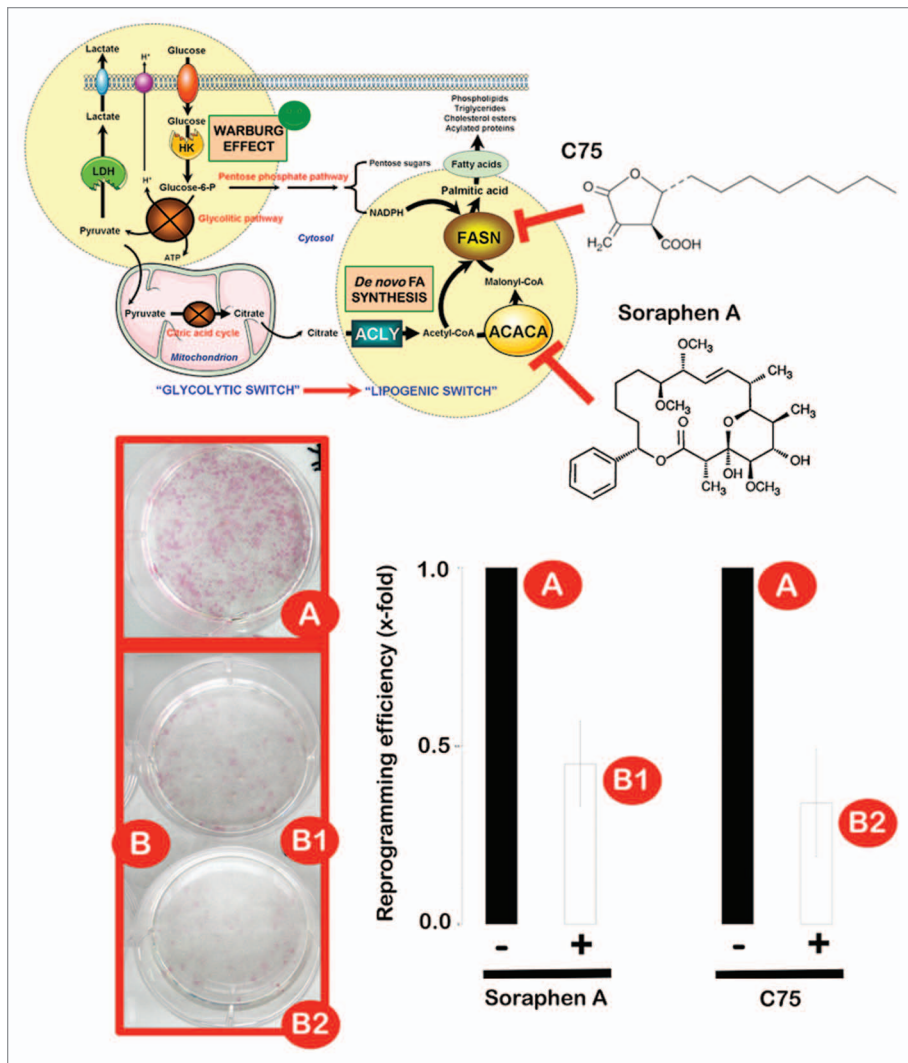 Lactate
H⁺
Glucose
Lactate
Glucose
HK
LDH
WARBURG
EFFECT
H⁺
Glucose-6-P
Pentose phosphate pathway
Glycolitic pathway
Pyruvate
ATP
Pentose sugars
NADPH
Cytosol
Phospholipids
Triglycerides
Cholesterol esters
Acylated proteins
Fatty acids
Palmitic acid
FASN
De novo FA
SYNTHESIS
Malonyl-CoA
Pyruvate
Citrate
Citric acid cycle
Mitochondrion
Citrate
ACLY
Acetyl-CoA
ACACA
"GLYCOLYTIC SWITCH"
"LIPOGENIC SWITCH"
C75
O
O
H₂C
COOH
Soraphen A
OCH₃
OCH₃
CH₃
O
CH₃
O
O
OH
OH
CH₃
OCH₃
A
B
B1
B2
Reprogramming efficiency (x-fold)
1.0
0.5
0.0
A
B1
A
B2
- +
- +
Soraphen A
C75